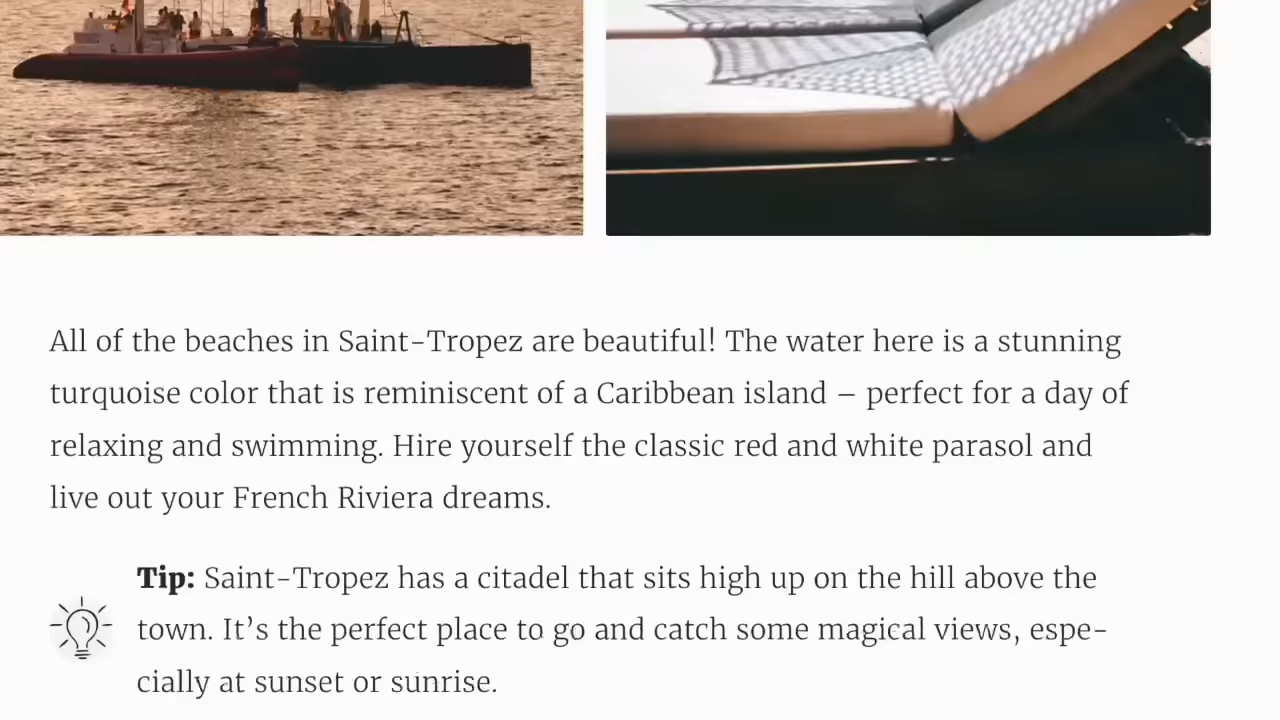 All of the beaches in Saint-Tropez are beautiful! The water here is a stunning
turquoise color that is reminiscent of a Caribbean island – perfect for a day of
relaxing and swimming. Hire yourself the classic red and white parasol and
live out your French Riviera dreams.
Tip: Saint-Tropez has a citadel that sits high up on the hill above the
town. It’s the perfect place to go and catch some magical views, espe-
cially at sunset or sunrise.